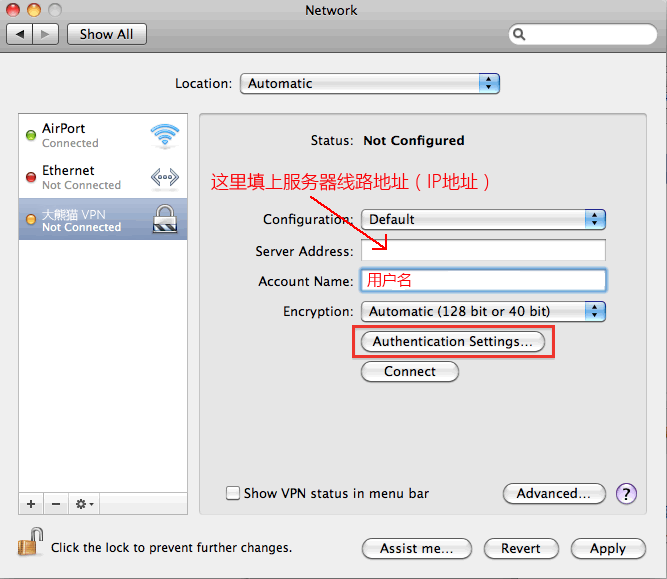 Network
Show All
Location: Automatic
AirPort
Connected
Ethernet
Not Connected
大熊猫 VPN
Not Connected
Status: Not Configured
这里填上服务器线路地址（IP地址）
Configuration: Default
Server Address:
Account Name: 用户名
Encryption: Automatic (128 bit or 40 bit)
Authentication Settings...
Connect
Show VPN status in menu bar
Advanced...
?
Click the lock to prevent further changes.
Assist me...
Revert
Apply